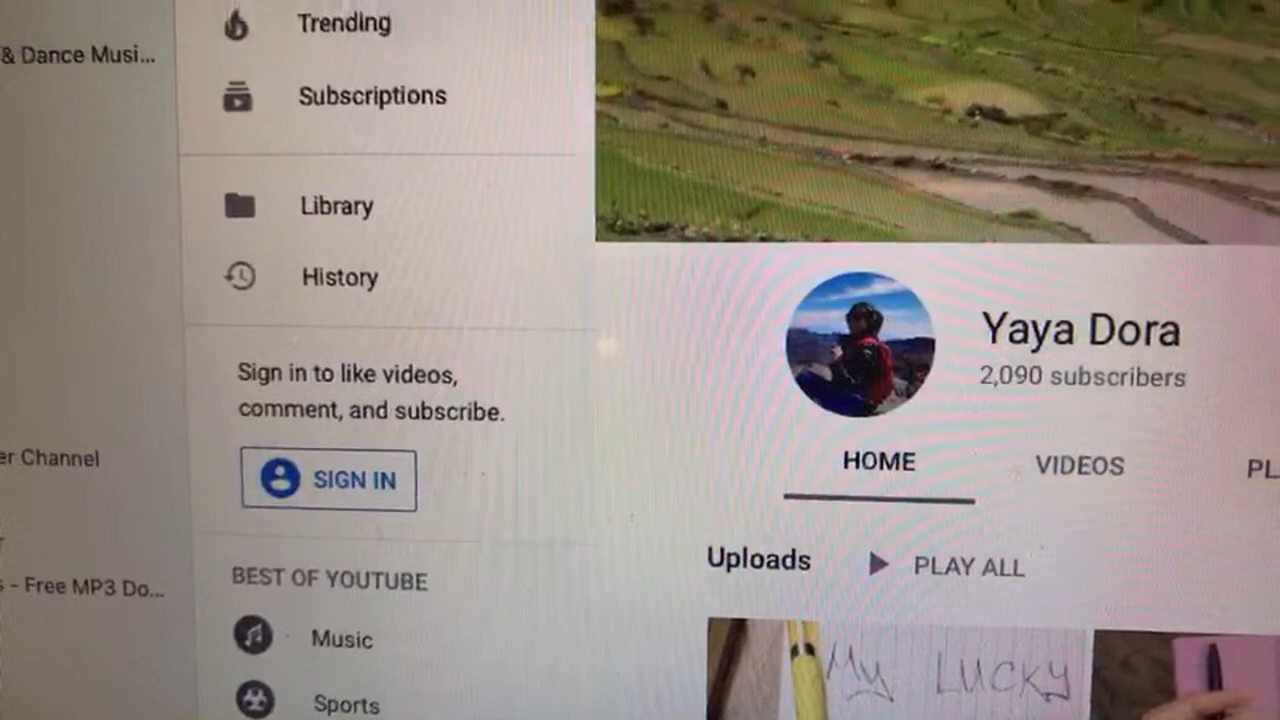 & Dance Musi...
er Channel
s - Free MP3 Do...
Trending
Subscriptions
Library
History
Sign in to like videos,
comment, and subscribe.
SIGN IN
BEST OF YOUTUBE
Music
Sports
Yaya Dora
2,090 subscribers
HOME
VIDEOS
PL
Uploads
PLAY ALL
My LUCKY